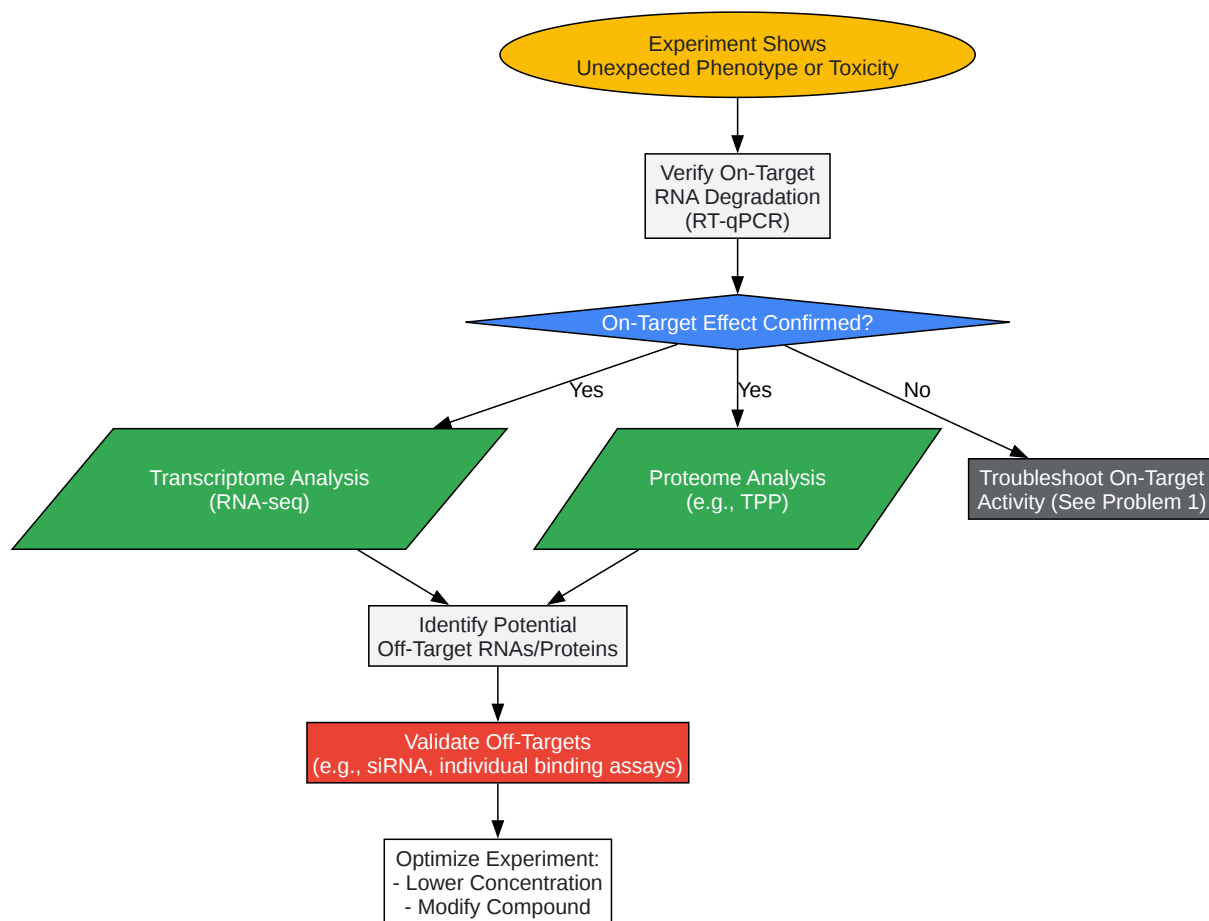 Experiment Shows
Unexpected Phenotype or Toxicity
Verify On-Target
RNA Degradation
(RT-qPCR)
On-Target Effect Confirmed?
Yes
Yes
No
Transcriptome Analysis
(RNA-seq)
Proteome Analysis
(e.g., TPP)
Troubleshoot On-Target
Activity (See Problem 1)
Identify Potential
Off-Target RNAs/Proteins
Validate Off-Targets
(e.g., siRNA, individual binding assays)
Optimize Experiment:
- Lower Concentration
- Modify Compound